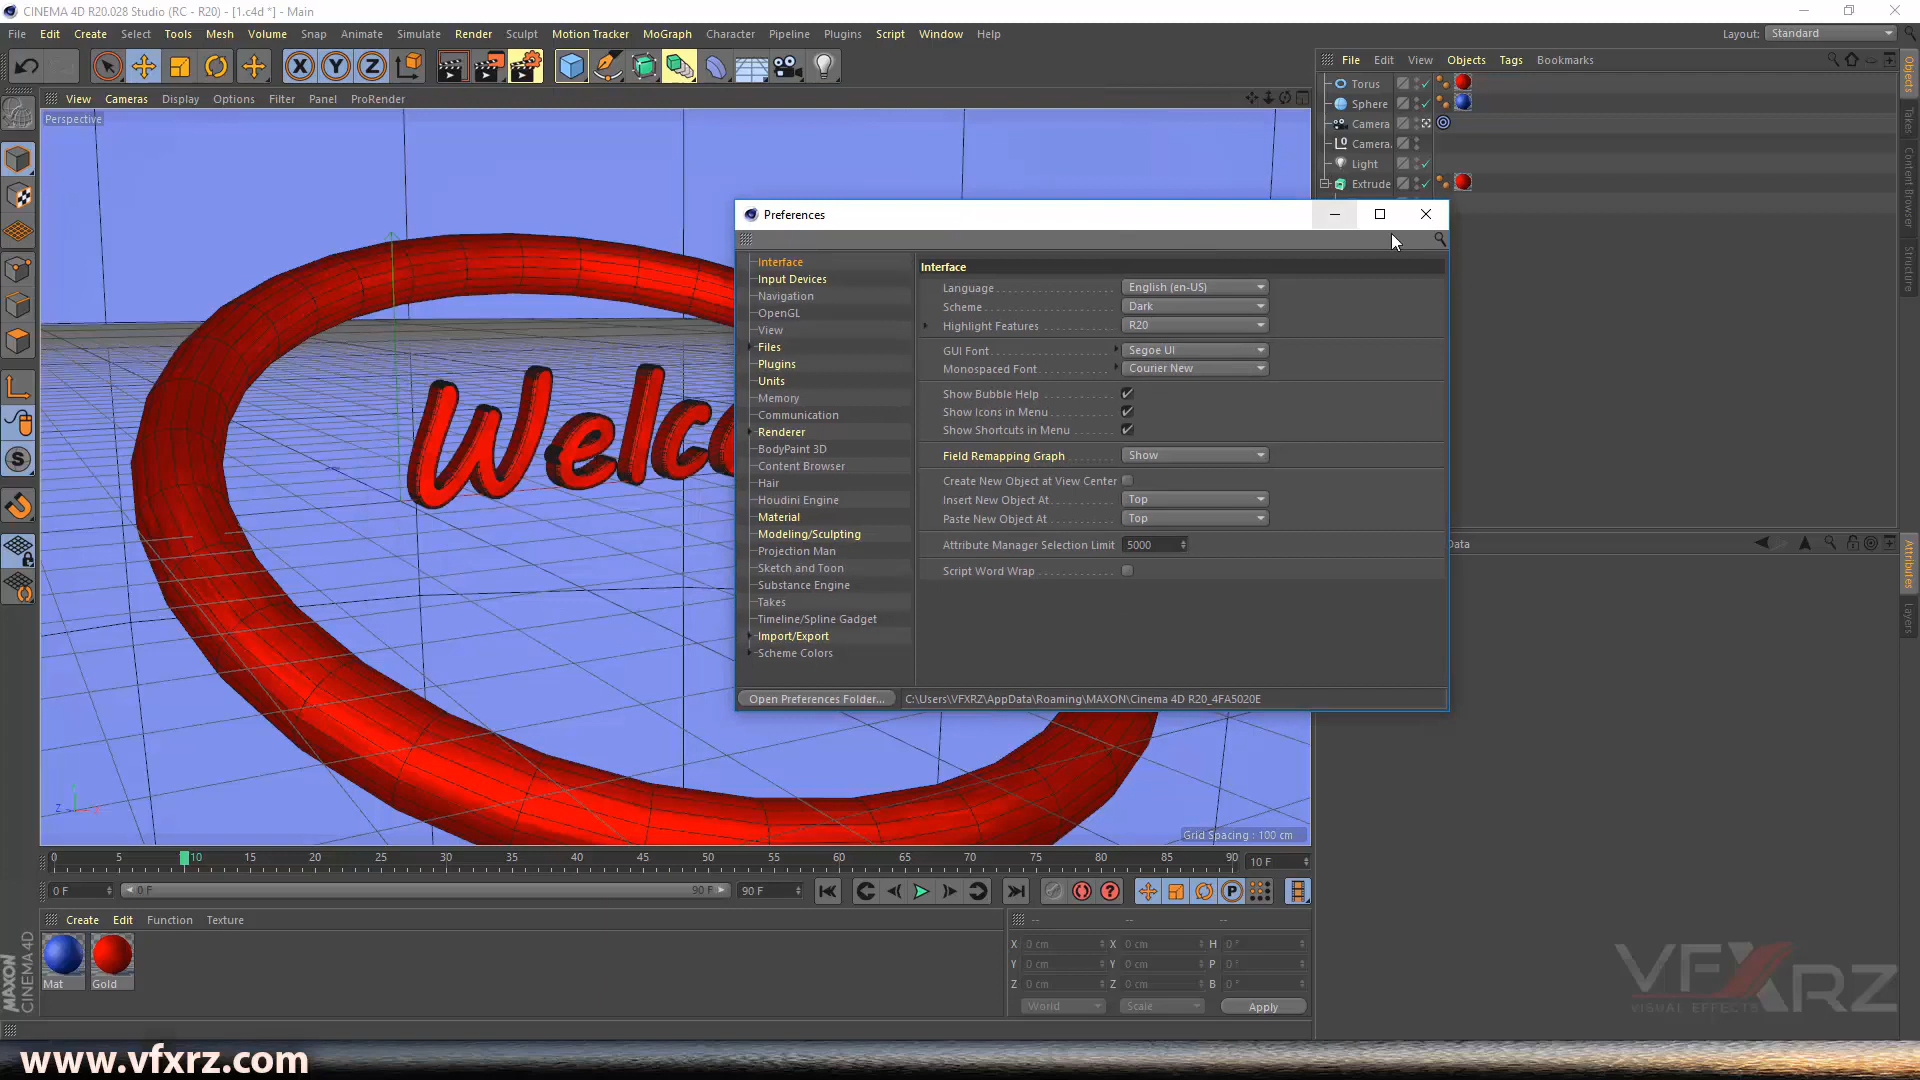 CINEMA 4D R20.028 Studio (RC - R20) - [1.c4d *] - Main
File Edit Create Select Tools Mesh Volume Snap Animate Simulate Render Sculpt Motion Tracker MoGraph Character Pipeline Plugins Script Window Help
Layout: Standard
File Edit View Objects Tags Bookmarks
View Cameras Display Options Filter Panel ProRender
Perspective
Torus
Sphere
Camera
Camera.
Light
Extrude
Objects
Takes
Content Browser
Structure
Welco
Preferences
Interface
Input Devices
Navigation
OpenGL
View
Files
Plugins
Units
Memory
Communication
Renderer
BodyPaint 3D
Content Browser
Hair
Houdini Engine
Material
Modeling/Sculpting
Projection Man
Sketch and Toon
Substance Engine
Takes
Timeline/Spline Gadget
Import/Export
Scheme Colors
Interface
Language English (en-US)
Scheme Dark
Highlight Features R20
GUI Font Segoe UI
Monospaced Font Courier New
Show Bubble Help
Show Icons in Menu
Show Shortcuts in Menu
Field Remapping Graph Show
Create New Object at View Center
Insert New Object At Top
Paste New Object At Top
Attribute Manager Selection Limit 5000
Script Word Wrap
Open Preferences Folder... C:\Users\VFXRZ\AppData\Roaming\MAXON\Cinema 4D R20_4FA5020E
Data
Attributes
Layers
Grid Spacing : 100 cm
0 5 10 15 20 25 30 35 40 45 50 55 60 65 70 75 80 85 90 10 F
0 F 0 F 90 F 90 F
Create Edit Function Texture
Mat Gold
-- -- --
X 0 cm X 0 cm H 0 °
Y 0 cm Y 0 cm P 0 °
Z 0 cm Z 0 cm B 0 °
World Scale Apply
MAXON
CINEMA 4D
VFXRZ
VISUAL EFFECTS
www.vfxrz.com